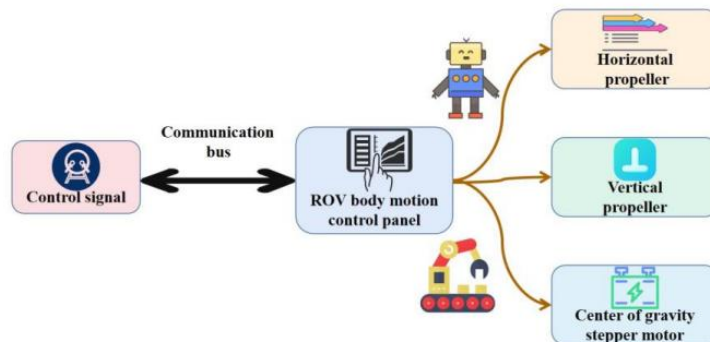 Horizontal
propeller
Communication
bus
Control signal
ROV body motion
control panel
Vertical
propeller
Center of gravity
stepper motor